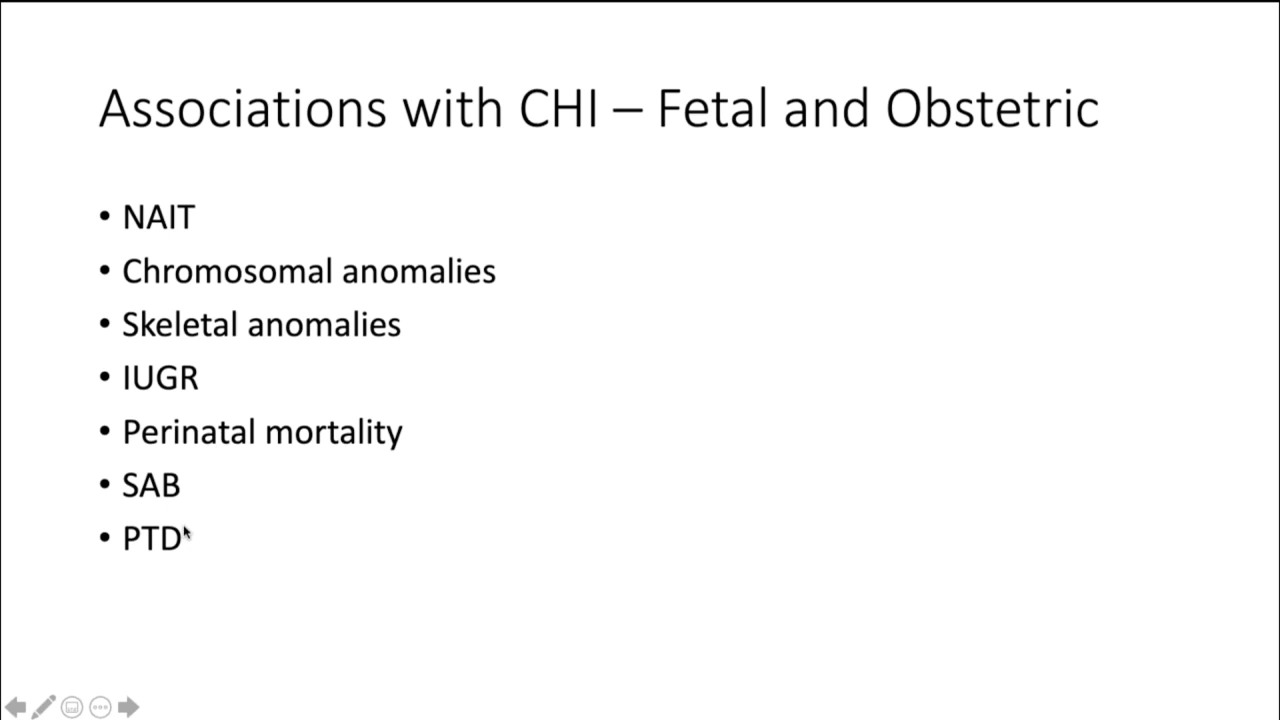 Associations with CHI – Fetal and Obstetric
• NAIT
• Chromosomal anomalies
• Skeletal anomalies
• IUGR
• Perinatal mortality
• SAB
• PTD